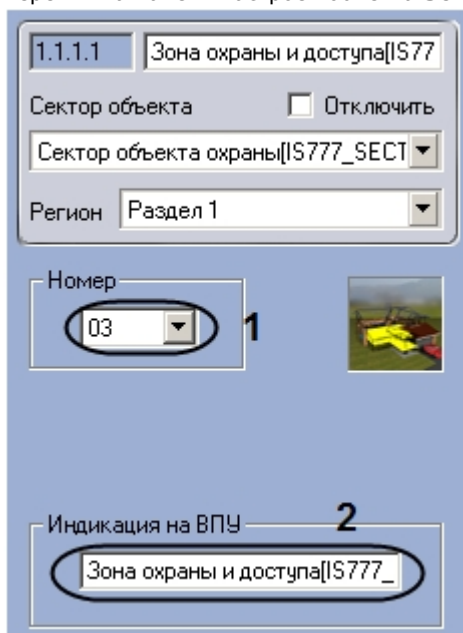 1.1.1.1 Зона охраны и доступа[IS77
Сектор объекта Отключить
Сектор объекта охраны[IS777_SECT
Регион Раздел 1
Номер
03 1
Индикация на ВПУ 2
Зона охраны и доступа[IS777_